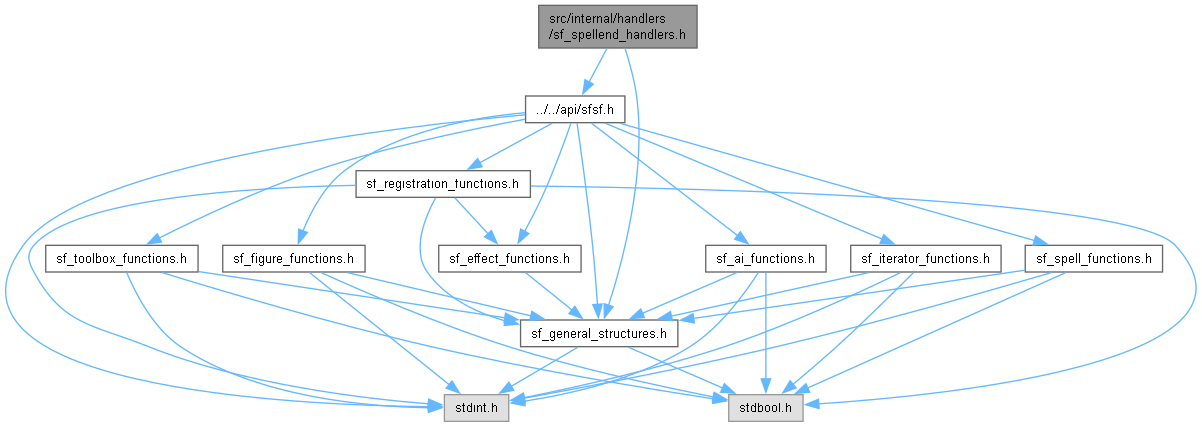 src/internal/handlers
/sf_spellend_handlers.h
../../api/sfsf.h
sf_registration_functions.h
sf_toolbox_functions.h
sf_figure_functions.h
sf_effect_functions.h
sf_ai_functions.h
sf_iterator_functions.h
sf_spell_functions.h
sf_general_structures.h
stdint.h
stdbool.h